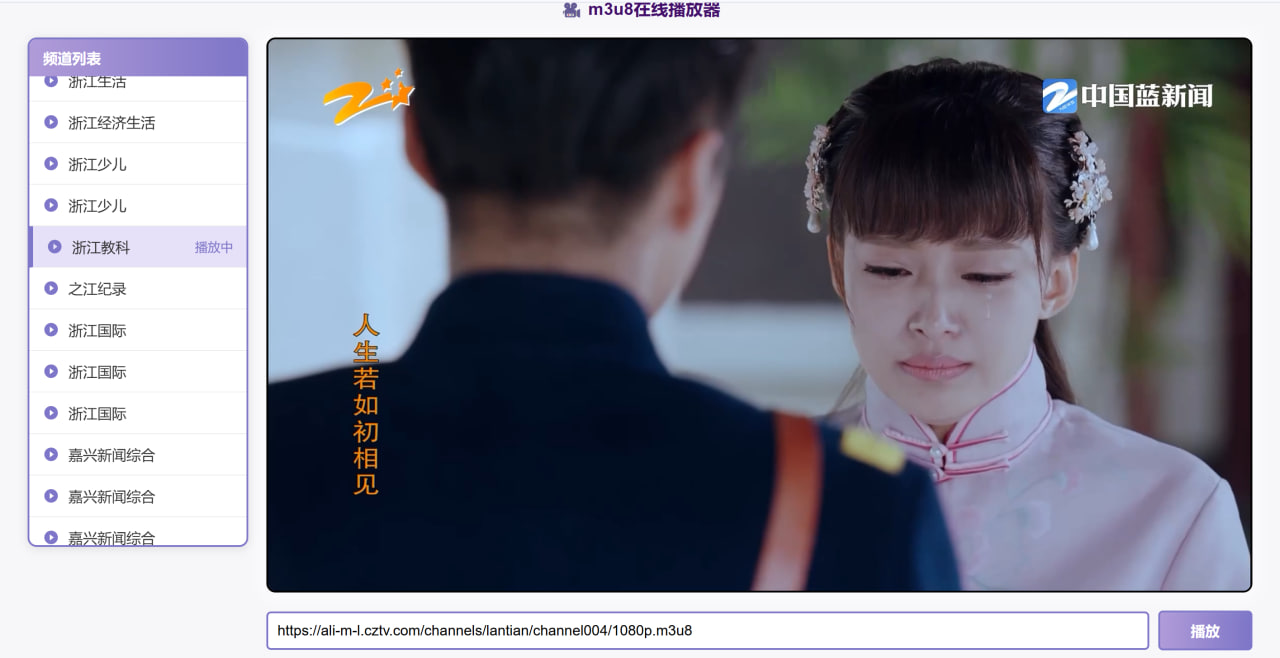 m3u8在线播放器
频道列表
浙江生活
浙江经济生活
浙江少儿
浙江少儿
浙江教科 播放中
之江纪录
浙江国际
浙江国际
浙江国际
嘉兴新闻综合
嘉兴新闻综合
嘉兴新闻综合
中国蓝新闻
NEWS
人生若如初相见
https://ali-m-l.cztv.com/channels/lantian/channel004/1080p.m3u8
播放